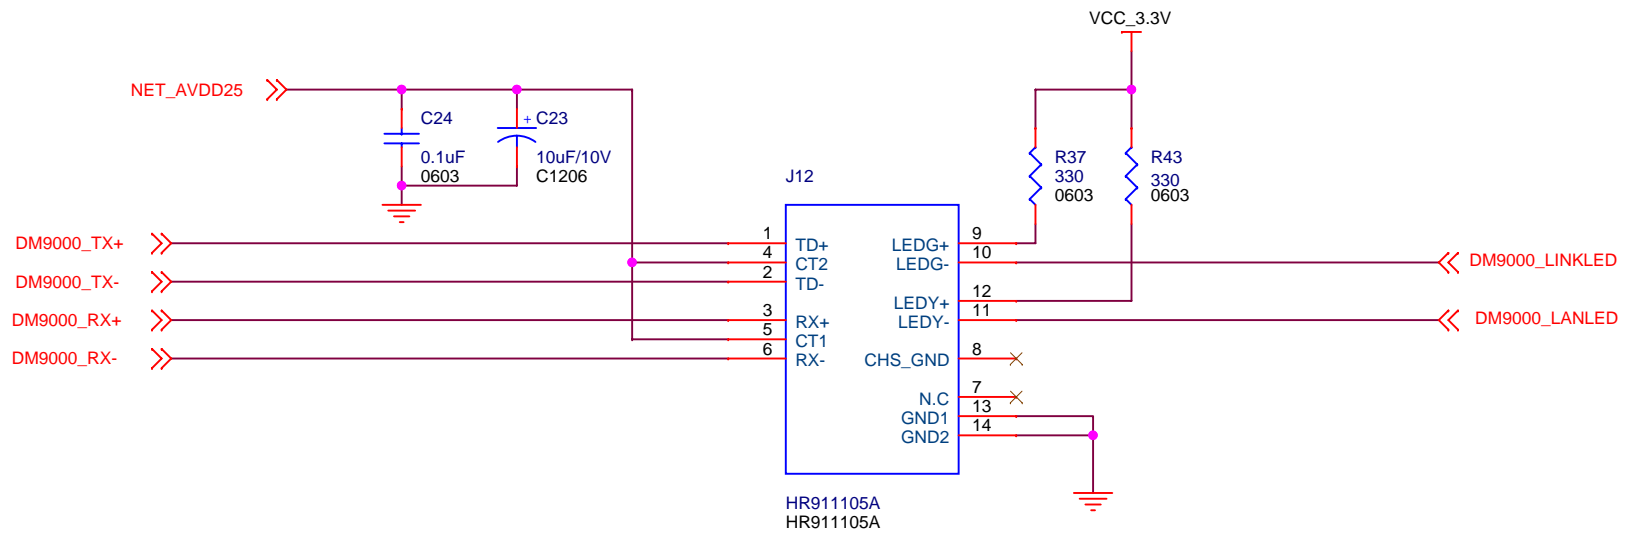 VCC_3.3V
NET_AVDD25
C24
0.1uF
0603
+ C23
10uF/10V
C1206
R37
330
0603
R43
330
0603
J12
DM9000_TX+
DM9000_TX-
DM9000_RX+
DM9000_RX-
1 TD+
4 CT2
2 TD-
3 RX+
5 CT1
6 RX-
LEDG+ 9
LEDG- 10
LEDY+ 12
LEDY- 11
CHS_GND 8
N.C 7
GND1 13
GND2 14
DM9000_LINKLED
DM9000_LANLED
HR911105A
HR911105A